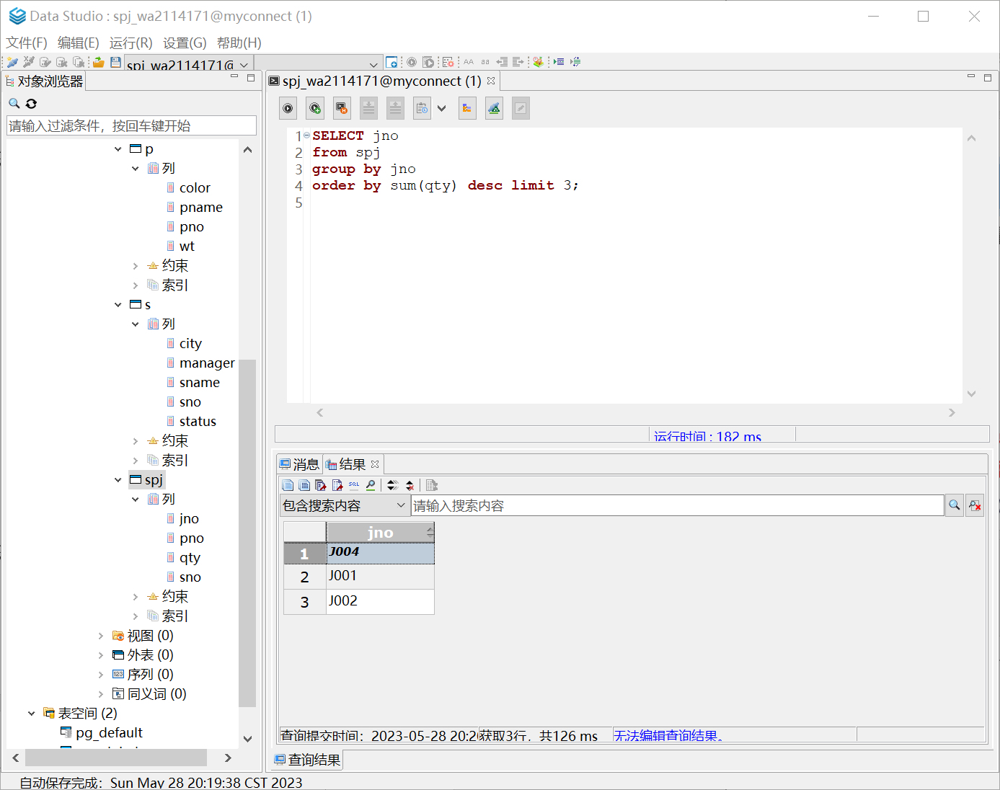 Data Studio : spj_wa2114171@myconnect (1)
文件(F) 编辑(E) 运行(R) 设置(G) 帮助(H)
spj_wa2114171@
对象浏览器
请输入过滤条件，按回车键开始
p
列
color
pname
pno
wt
约束
索引
s
列
city
manager
sname
sno
status
约束
索引
spj
列
jno
pno
qty
sno
约束
索引
视图 (0)
外表 (0)
序列 (0)
同义词 (0)
表空间 (2)
pg_default
spj_wa2114171@myconnect (1)
1 SELECT jno
2 from spj
3 group by jno
4 order by sum(qty) desc limit 3;
5
运行时间 : 182 ms
消息 结果
包含搜索内容 请输入搜索内容
jno
1 J004
2 J001
3 J002
查询提交时间：2023-05-28 20:2 获取3行，共126 ms 无法编辑查询结果。
查询结果
自动保存完成：Sun May 28 20:19:38 CST 2023